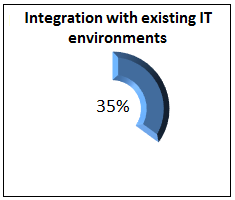 Integration with existing IT
environments
35%